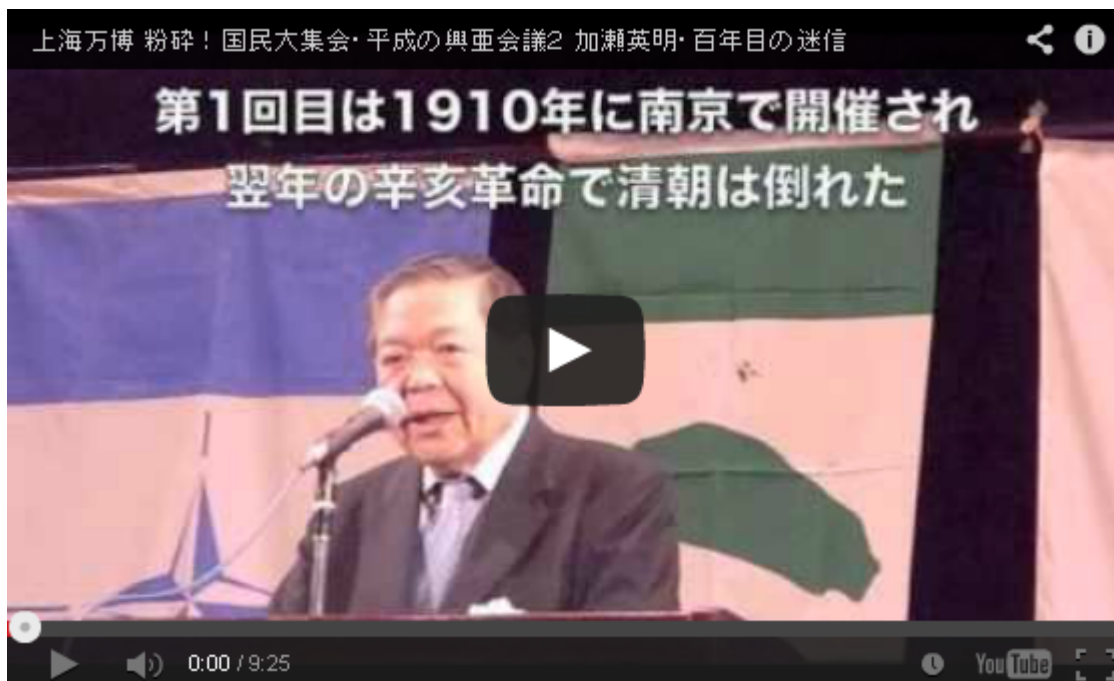 上海万博 粉砕！国民大集会・平成の興亜会議2 加瀬英明・百年目の迷信
第1回目は1910年に南京で開催され
翌年の辛亥革命で清朝は倒れた
0:00 / 9:25
YouTube